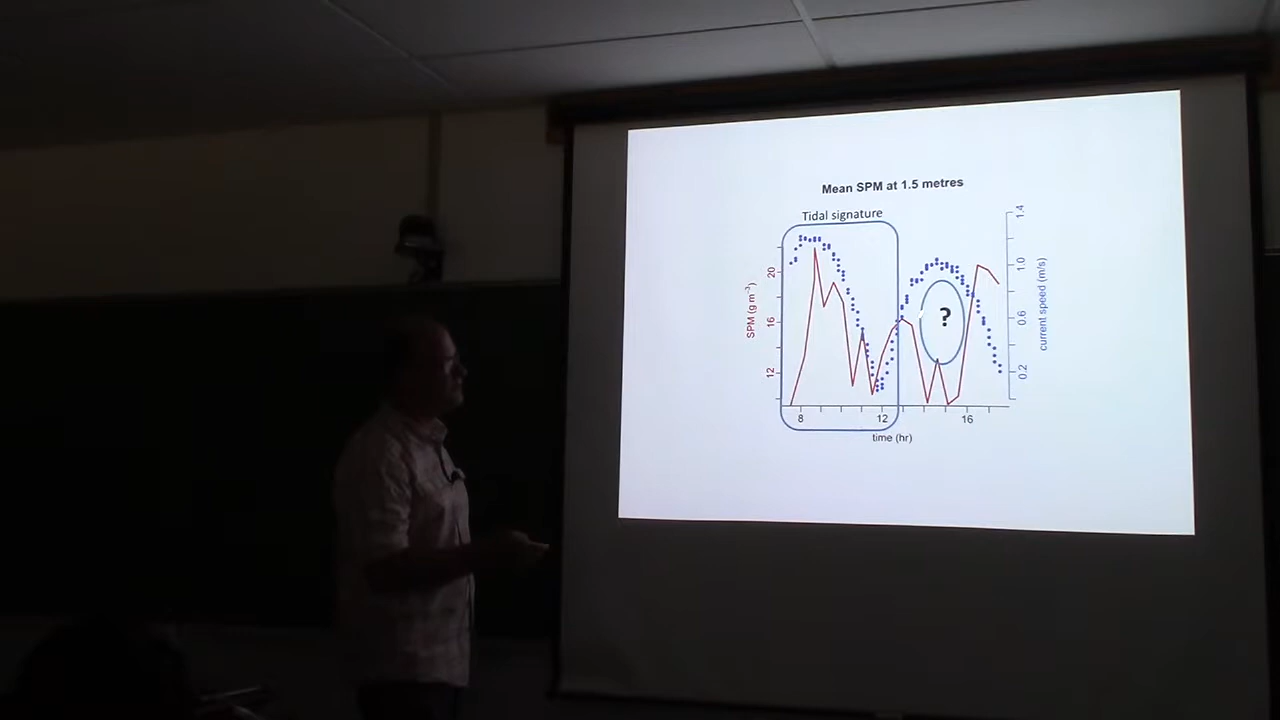 Mean SPM at 1.5 metres
Tidal signature
SPM (g m⁻³)
20
16
12
?
1.4
1.0
0.6
0.2
current speed (m/s)
8
12
16
time (hr)